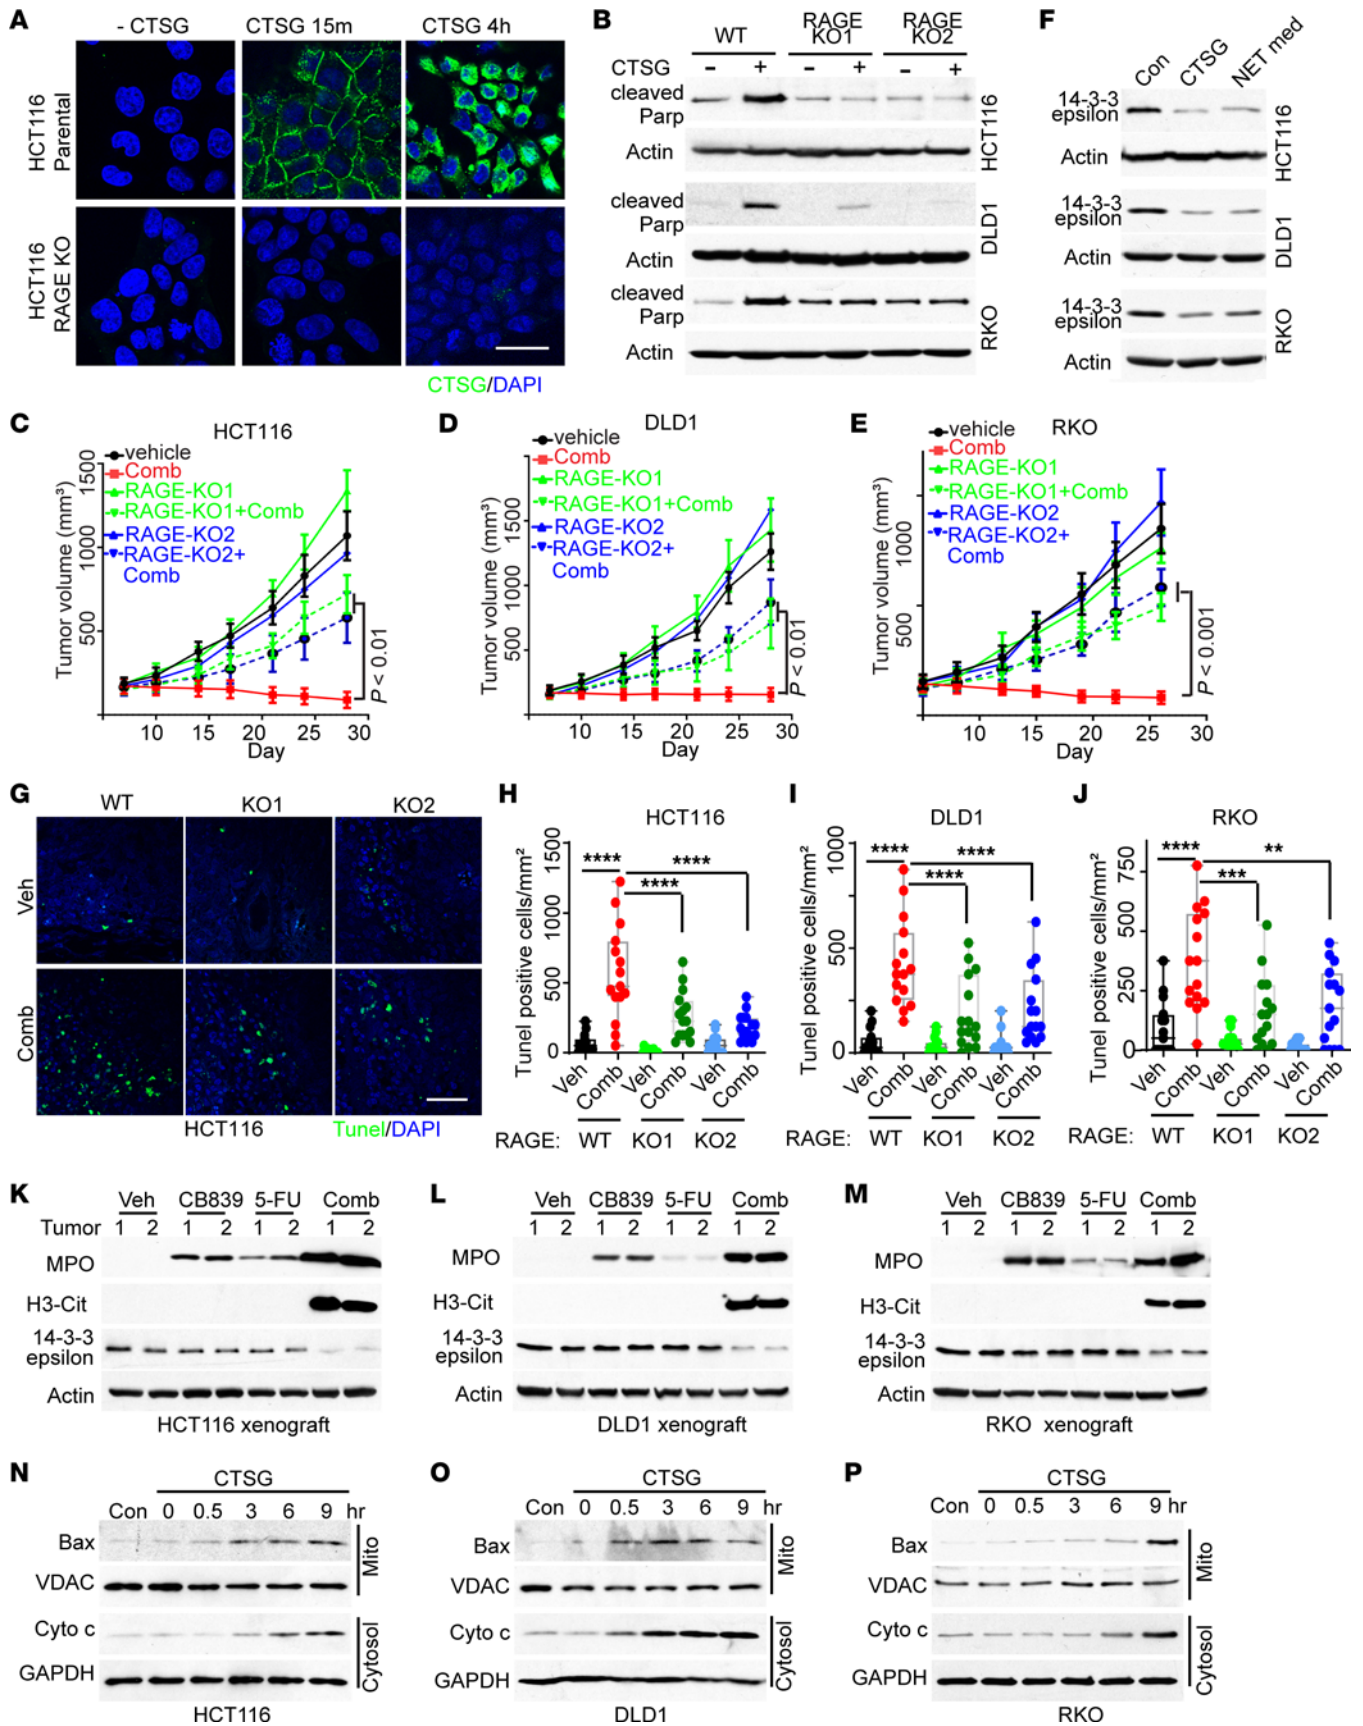 A
- CTSG
CTSG 15m
CTSG 4h
HCT116
Parental
HCT116
RAGE KO
CTSG/DAPI
B
WT
RAGE
KO1
RAGE
KO2
CTSG
- + - + - +
cleaved
Parp
Actin
HCT116
cleaved
Parp
Actin
DLD1
cleaved
Parp
Actin
RKO
F
Con
CTSG
NET med
14-3-3
epsilon
Actin
HCT116
14-3-3
epsilon
Actin
DLD1
14-3-3
epsilon
Actin
RKO
C
HCT116
vehicle
Comb
RAGE-KO1
RAGE-KO1+Comb
RAGE-KO2
RAGE-KO2+
Comb
Tumor volume (mm³)
1500
1000
500
10 15 20 25 30
Day
P < 0.01
D
DLD1
vehicle
Comb
RAGE-KO1
RAGE-KO1+Comb
RAGE-KO2
RAGE-KO2+
Comb
Tumor volume (mm³)
1500
1000
500
10 15 20 25 30
Day
P < 0.01
E
RKO
vehicle
Comb
RAGE-KO1
RAGE-KO1+Comb
RAGE-KO2
RAGE-KO2+
Comb
Tumor volume (mm³)
1000
500
5 10 15 20 25 30
Day
P < 0.001
G
WT
KO1
KO2
Veh
Comb
HCT116
Tunel/DAPI
H
HCT116
Tunel positive cells/mm²
1500
1000
500
0
****
****
****
Veh Comb Veh Comb Veh Comb
RAGE: WT KO1 KO2
I
DLD1
Tunel positive cells/mm²
1000
500
0
****
****
****
Veh Comb Veh Comb Veh Comb
RAGE: WT KO1 KO2
J
RKO
Tunel positive cells/mm²
750
500
250
0
****
**
***
Veh Comb Veh Comb Veh Comb
RAGE: WT KO1 KO2
K
Veh CB839 5-FU Comb
Tumor 1 2 1 2 1 2 1 2
MPO
H3-Cit
14-3-3
epsilon
Actin
HCT116 xenograft
L
Veh CB839 5-FU Comb
1 2 1 2 1 2 1 2
MPO
H3-Cit
14-3-3
epsilon
Actin
DLD1 xenograft
M
Veh CB839 5-FU Comb
1 2 1 2 1 2 1 2
MPO
H3-Cit
14-3-3
epsilon
Actin
RKO xenograft
N
CTSG
Con 0 0.5 3 6 9 hr
Bax
VDAC
Mito
Cyto c
GAPDH
Cytosol
HCT116
O
CTSG
Con 0 0.5 3 6 9 hr
Bax
VDAC
Mito
Cyto c
GAPDH
Cytosol
DLD1
P
CTSG
Con 0 0.5 3 6 9 hr
Bax
VDAC
Mito
Cyto c
GAPDH
Cytosol
RKO